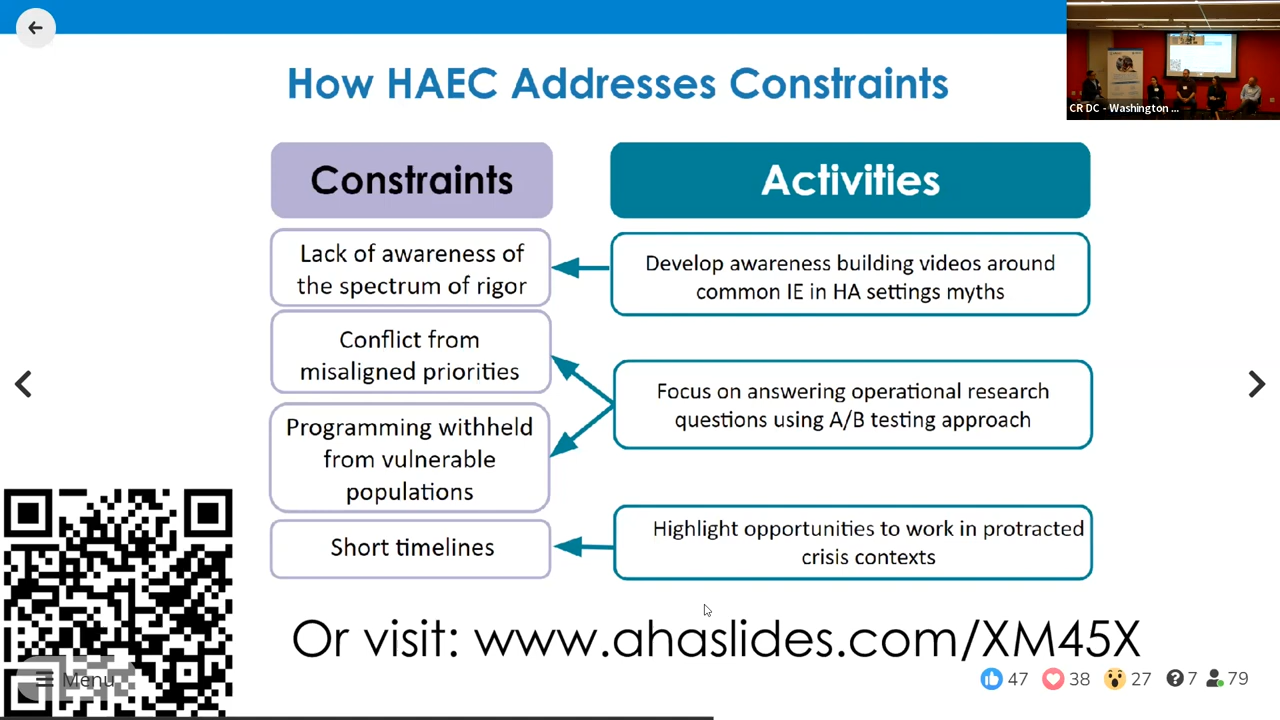 How HAEC Addresses Constraints
CR DC - Washington ...
Constraints
Activities
Lack of awareness of
the spectrum of rigor
Develop awareness building videos around
common IE in HA settings myths
Conflict from
misaligned priorities
Focus on answering operational research
questions using A/B testing approach
Programming withheld
from vulnerable
populations
Short timelines
Highlight opportunities to work in protracted
crisis contexts
Or visit: www.ahaslides.com/XM45X
Menu
47 38 27 7 79